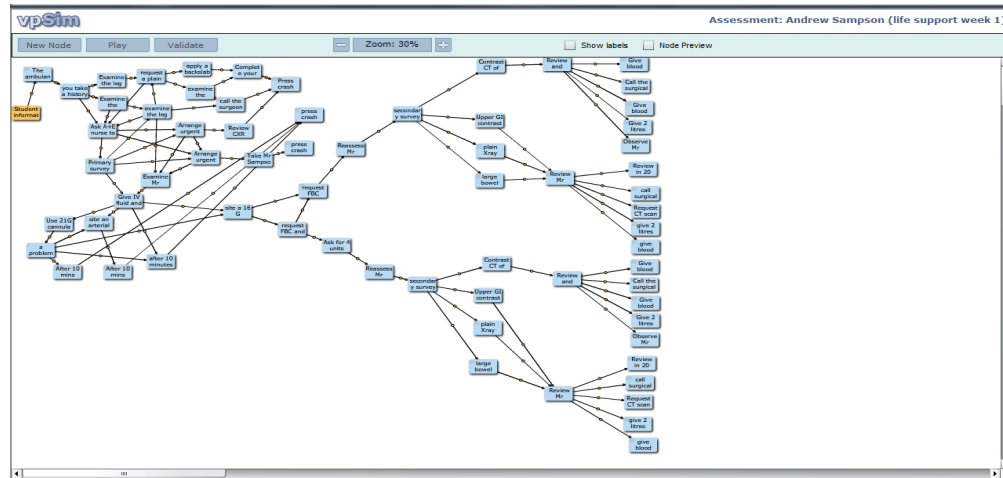 vpSim
Assessment: Andrew Sampson (life support week 1)
New Node
Play
Validate
Zoom: 30%
Show labels
Node Preview
The
ambulan
Student
informat
you take
a history
Examine
the leg
Examine
the
request
a plain
apply a
backslab
Complet
e your
examine
the
call the
surgeon
Press
crash
examine
the leg
Ask A+E
nurse to
Arrange
urgent
Review
CXR
Primary
survey
Arrange
urgent
Take Mr
Sampso
press
crash
press
crash
Examine
Mr
Give IV
fluid and
Use 21G
cannula
site an
arterial
a
problem
After 10
mins
After 10
mins
after 10
minutes
site a 16
G
request
FBC
request
FBC and
Reassess
Mr
Ask for 4
units
Reassess
Mr
secondar
y survey
Contrast
CT of
Upper GI
contrast
plain
Xray
large
bowel
Review
and
Give
blood
Call the
surgical
Give
blood
Give 2
litres
Observe
Mr
Review
Mr
Review
in 20
call
surgical
Request
CT scan
give 2
litres
give
blood
secondar
y survey
Contrast
CT of
Upper GI
contrast
plain
Xray
large
bowel
Review
and
Give
blood
Call the
surgical
Give
blood
Give 2
litres
Observe
Mr
Review
Mr
Review
in 20
call
surgical
Request
CT scan
give 2
litres
give
blood